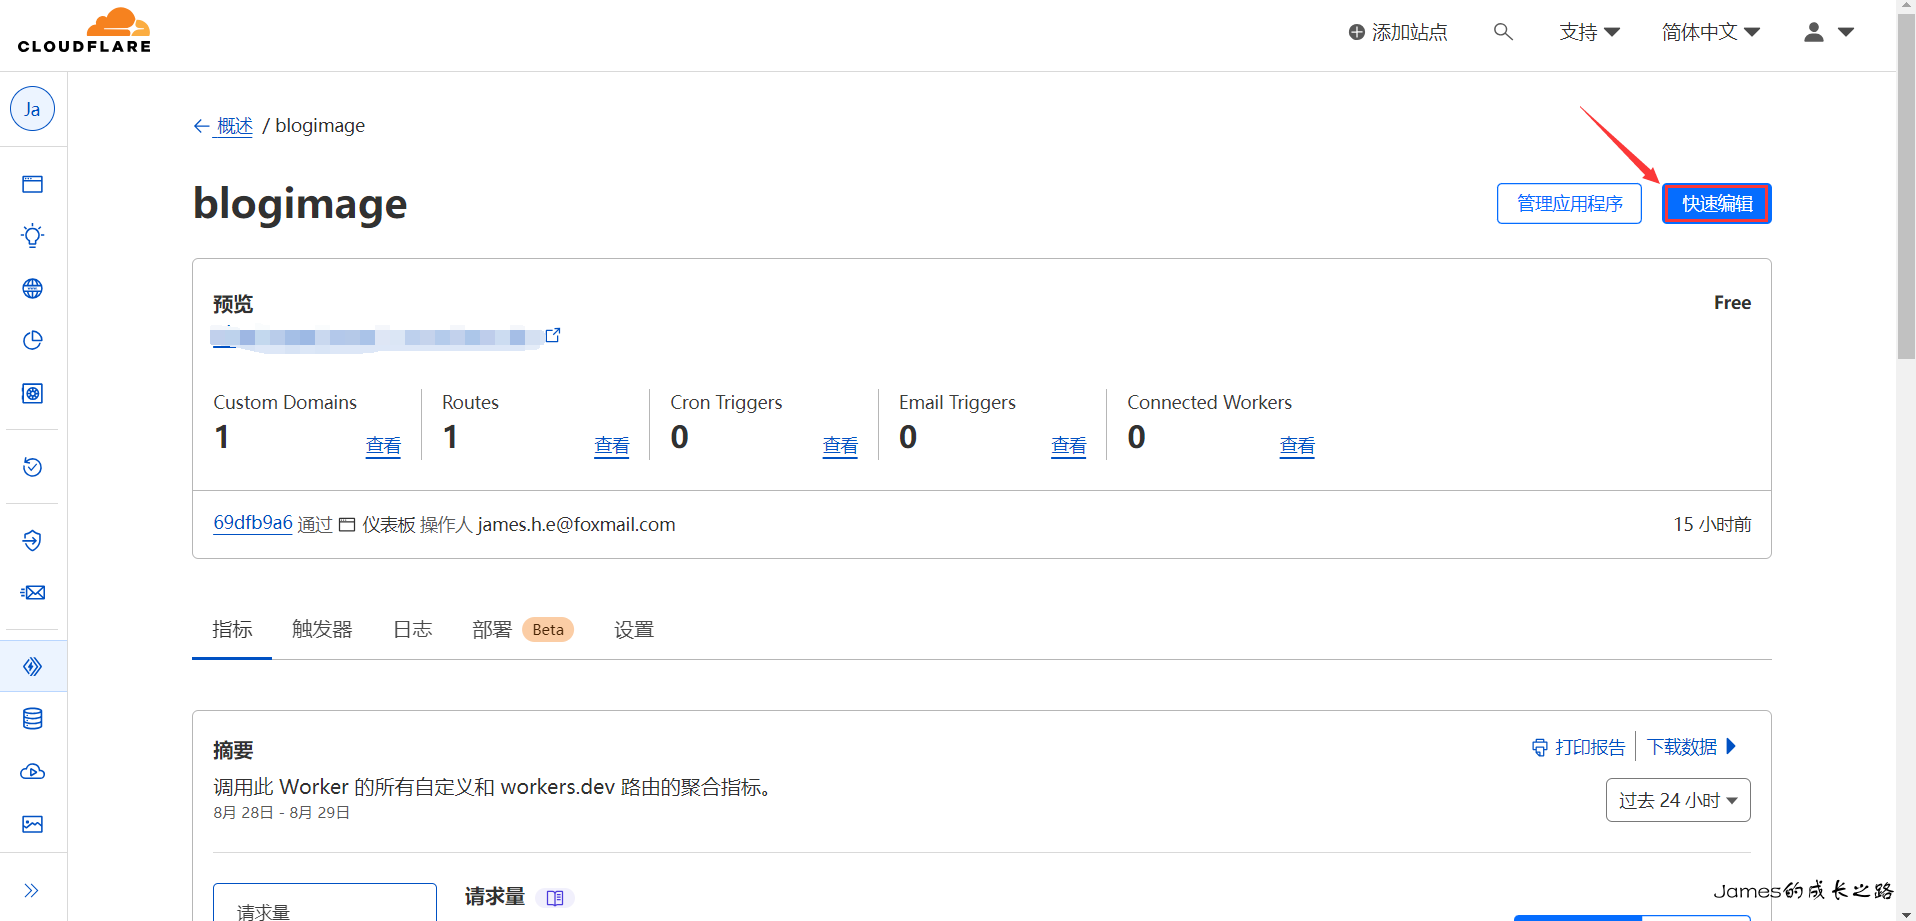 CLOUDFLARE
添加站点
支持
简体中文
Ja
概述 / blogimage
blogimage
管理应用程序
快速编辑
预览
Free
Custom Domains
1
查看
Routes
1
查看
Cron Triggers
0
查看
Email Triggers
0
查看
Connected Workers
0
查看
69dfb9a6 通过 仪表板 操作人 james.h.e@foxmail.com
15 小时前
指标
触发器
日志
部署
Beta
设置
摘要
打印报告
下载数据
调用此 Worker 的所有自定义和 workers.dev 路由的聚合指标。
8月 28日 - 8月 29日
过去 24 小时
请求量
请求量
James的成长之路